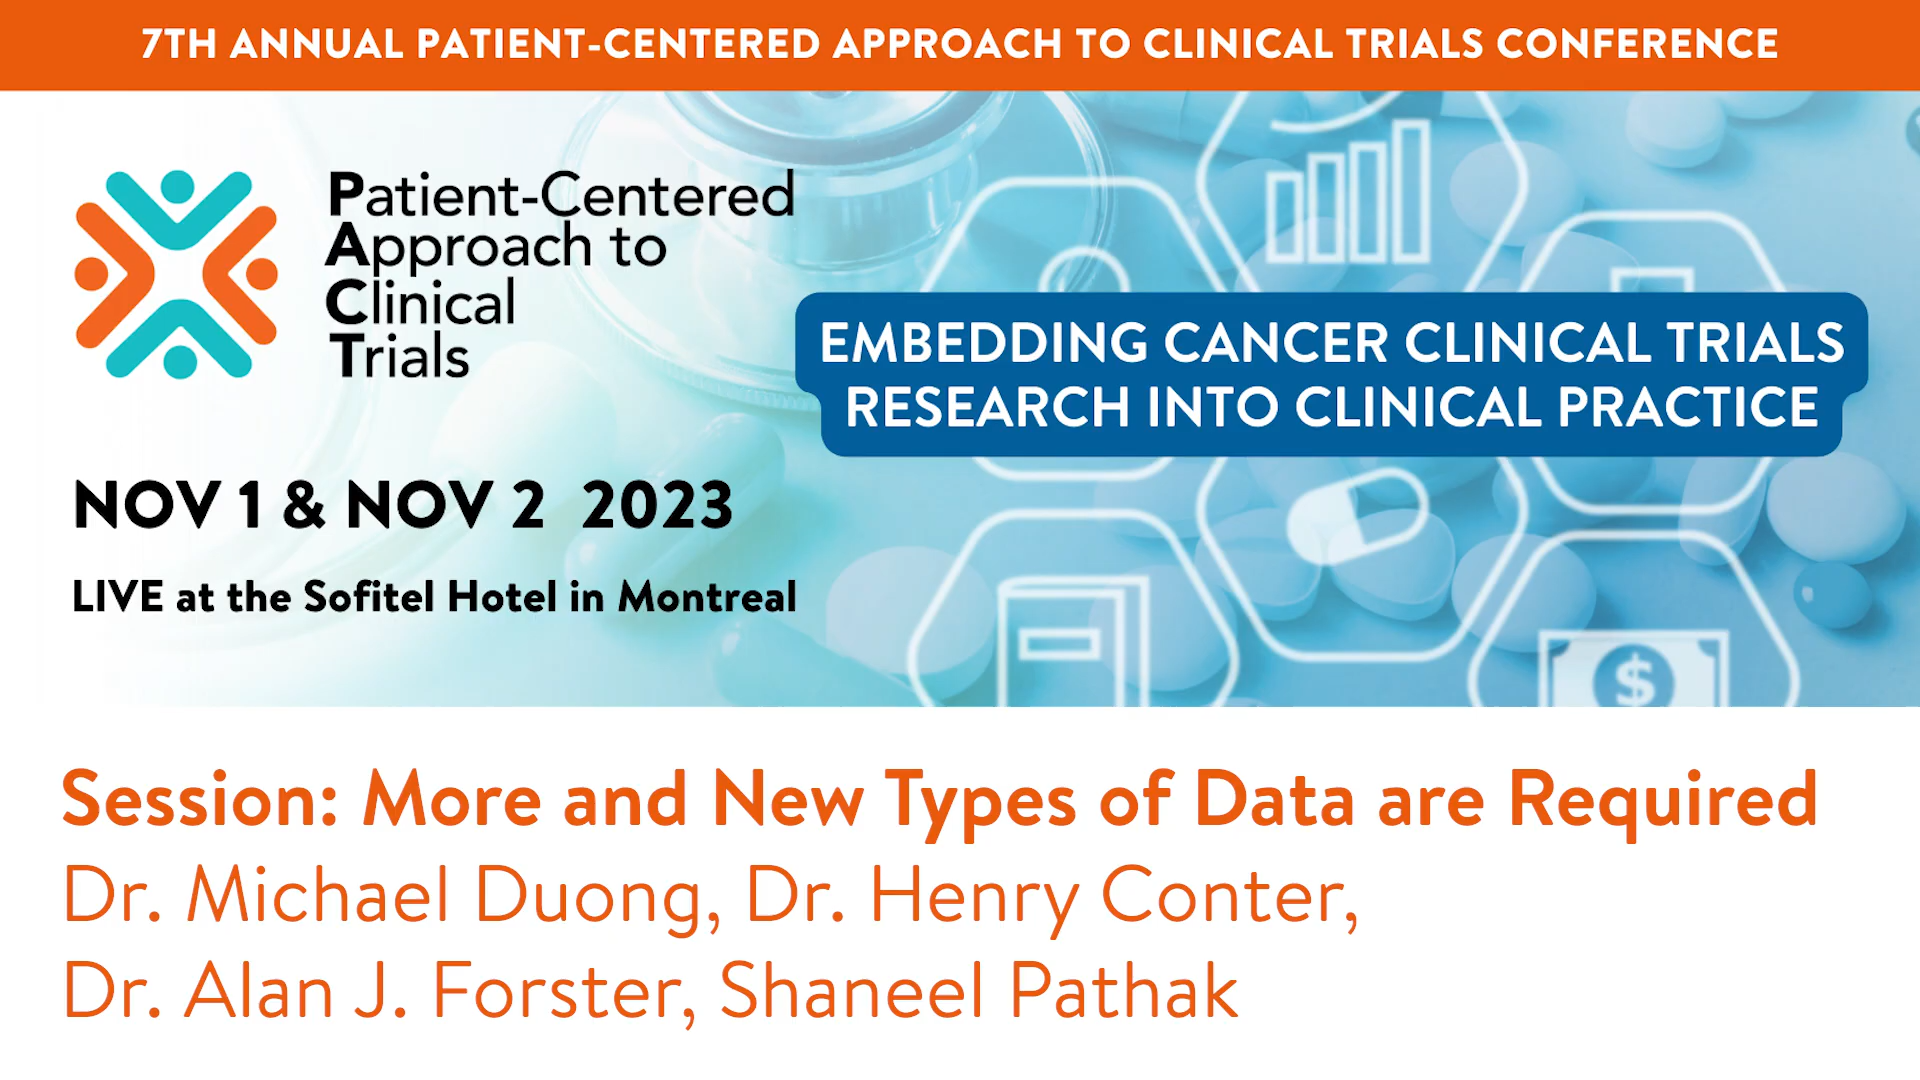 7TH ANNUAL PATIENT-CENTERED APPROACH TO CLINICAL TRIALS CONFERENCE
Patient-Centered
Approach to
Clinical
Trials
EMBEDDING CANCER CLINICAL TRIALS
RESEARCH INTO CLINICAL PRACTICE
NOV 1 & NOV 2 2023
LIVE at the Sofitel Hotel in Montreal
$
Session: More and New Types of Data are Required
Dr. Michael Duong, Dr. Henry Conter,
Dr. Alan J. Forster, Shaneel Pathak